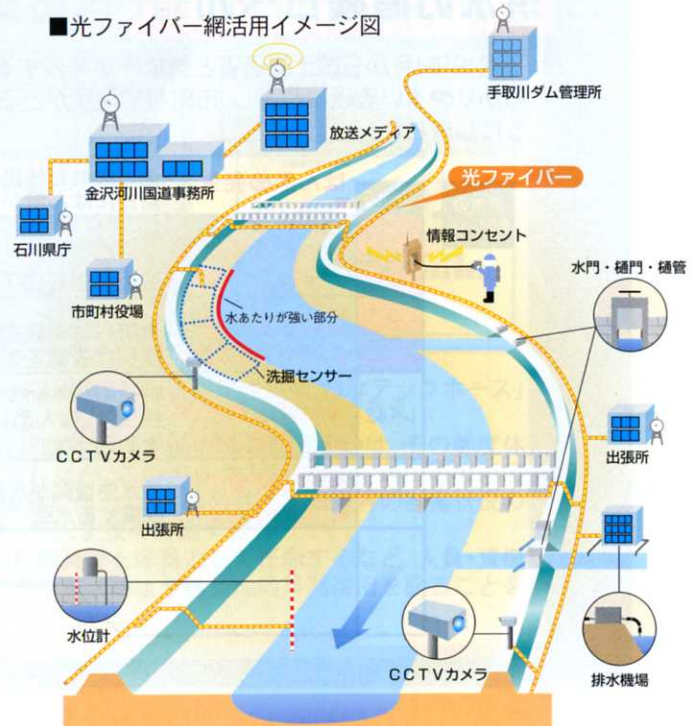 ■光ファイバー網活用イメージ図
手取川ダム管理所
放送メディア
金沢河川国道事務所
光ファイバー
石川県庁
情報コンセント
水門・樋門・樋管
市町村役場
水あたりが強い部分
洗掘センサー
CCTVカメラ
出張所
出張所
水位計
CCTVカメラ
排水機場